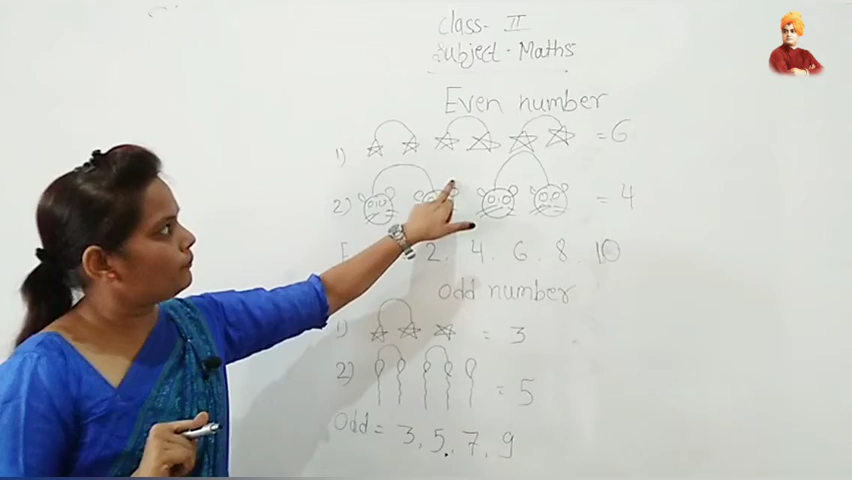 Class- II
Subject - Maths
Even number
1) = 6
2) = 4
2. 4. 6. 8. 10
odd number
1) = 3
2) = 5
Odd = 3, 5, 7, 9